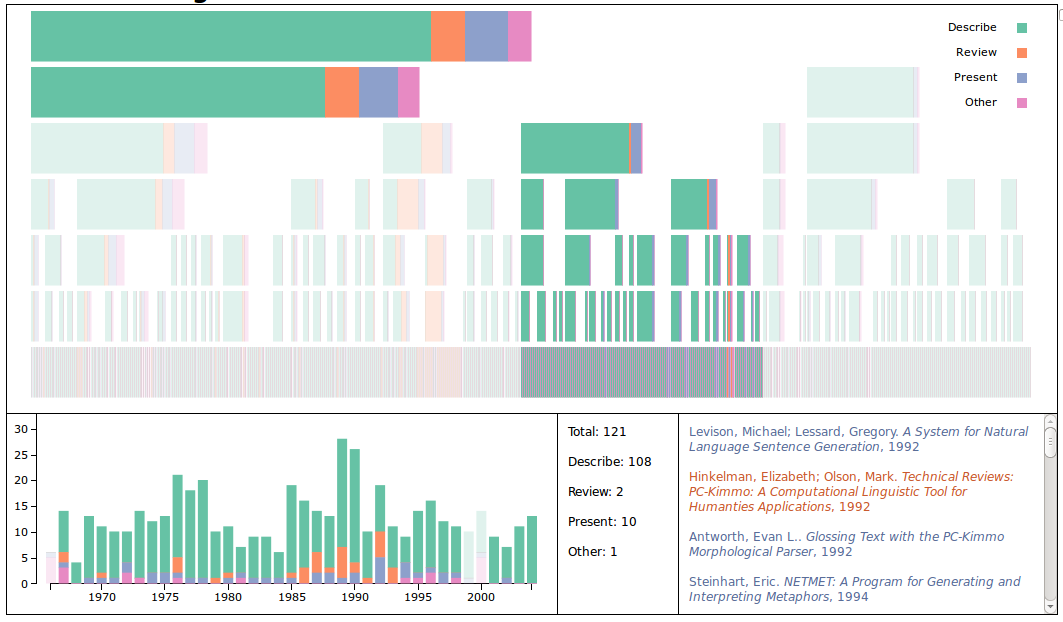 Describe
Review
Present
Other
30
25
20
15
10
5
0
1970 1975 1980 1985 1990 1995 2000
Total: 121
Describe: 108
Review: 2
Present: 10
Other: 1
Levison, Michael; Lessard, Gregory. A System for Natural
Language Sentence Generation, 1992
Hinkelman, Elizabeth; Olson, Mark. Technical Reviews:
PC-Kimmo: A Computational Linguistic Tool for
Humanties Applications, 1992
Antworth, Evan L.. Glossing Text with the PC-Kimmo
Morphological Parser, 1992
Steinhart, Eric. NETMET: A Program for Generating and
Interpreting Metaphors, 1994